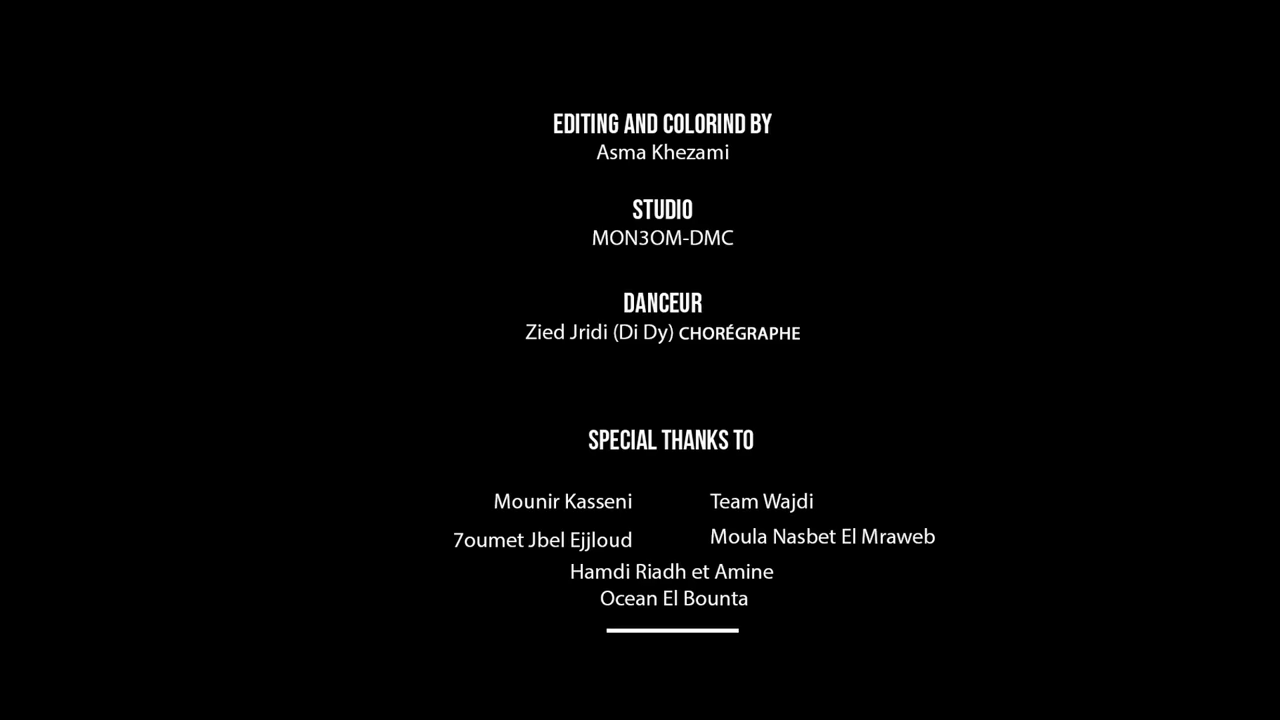 EDITING AND COLORIND BY
Asma Khezami
STUDIO
MON3OM-DMC
DANCEUR
Zied Jridi (Di Dy) CHORÉGRAPHE
SPECIAL THANKS TO
Mounir Kasseni
Team Wajdi
7oumet Jbel Ejjloud
Moula Nasbet El Mraweb
Hamdi Riadh et Amine
Ocean El Bounta